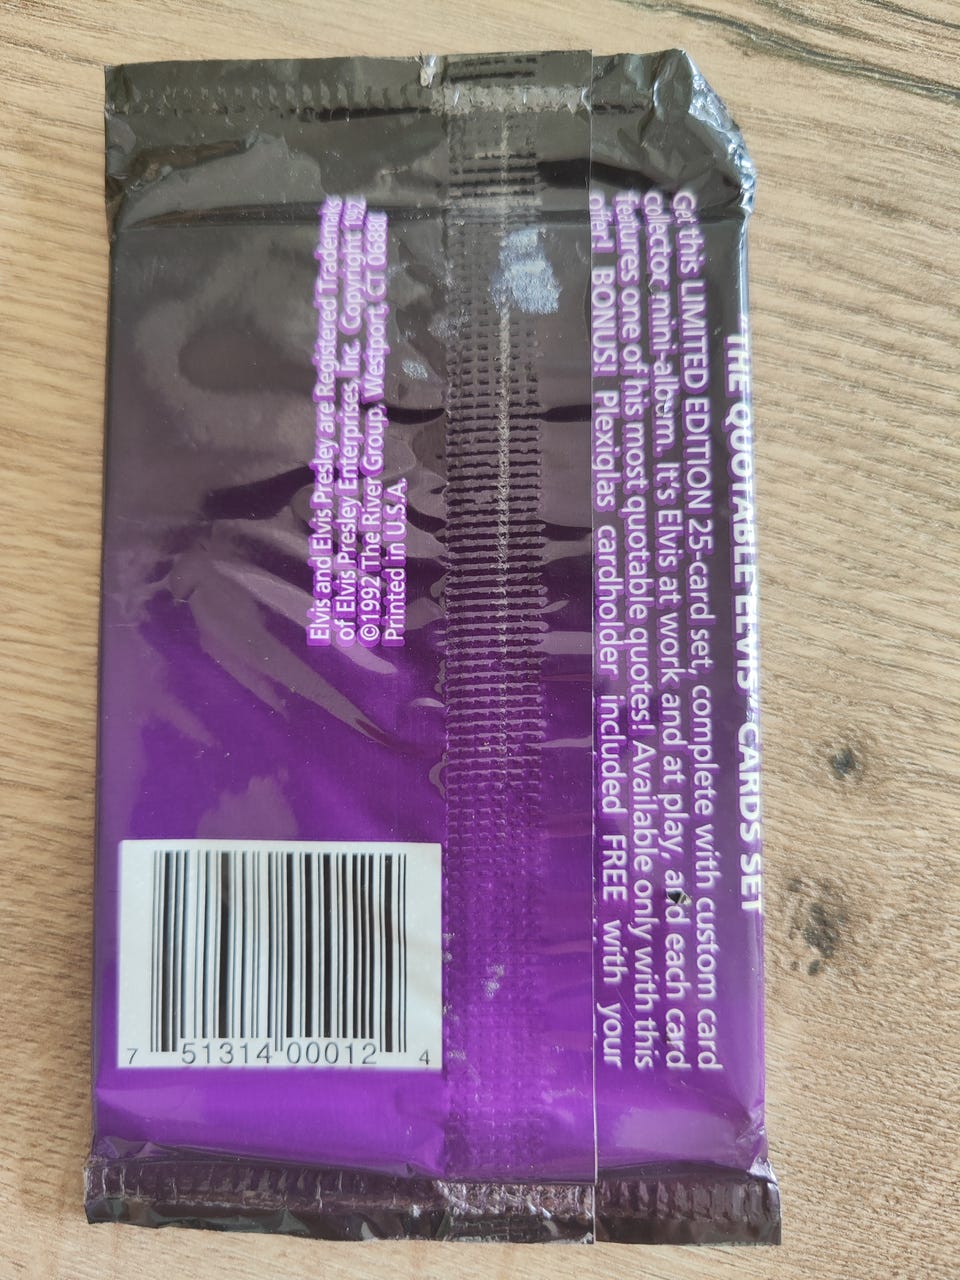 "THE QUOTABLE ELVIS" CARDS SET
Get this LIMITED EDITION 25-card set, complete with custom card
collector mini-album. It's Elvis at work and at play, and each card
features one of his most quotable quotes! Available only with this
offer! BONUS! Plexiglas cardholder included FREE with your
Elvis and Elvis Presley are Registered Trademarks
of Elvis Presley Enterprises, Inc. Copyright 1992
©1992 The River Group, Westport, CT 06880
Printed in U.S.A.
7 51314 00012 4